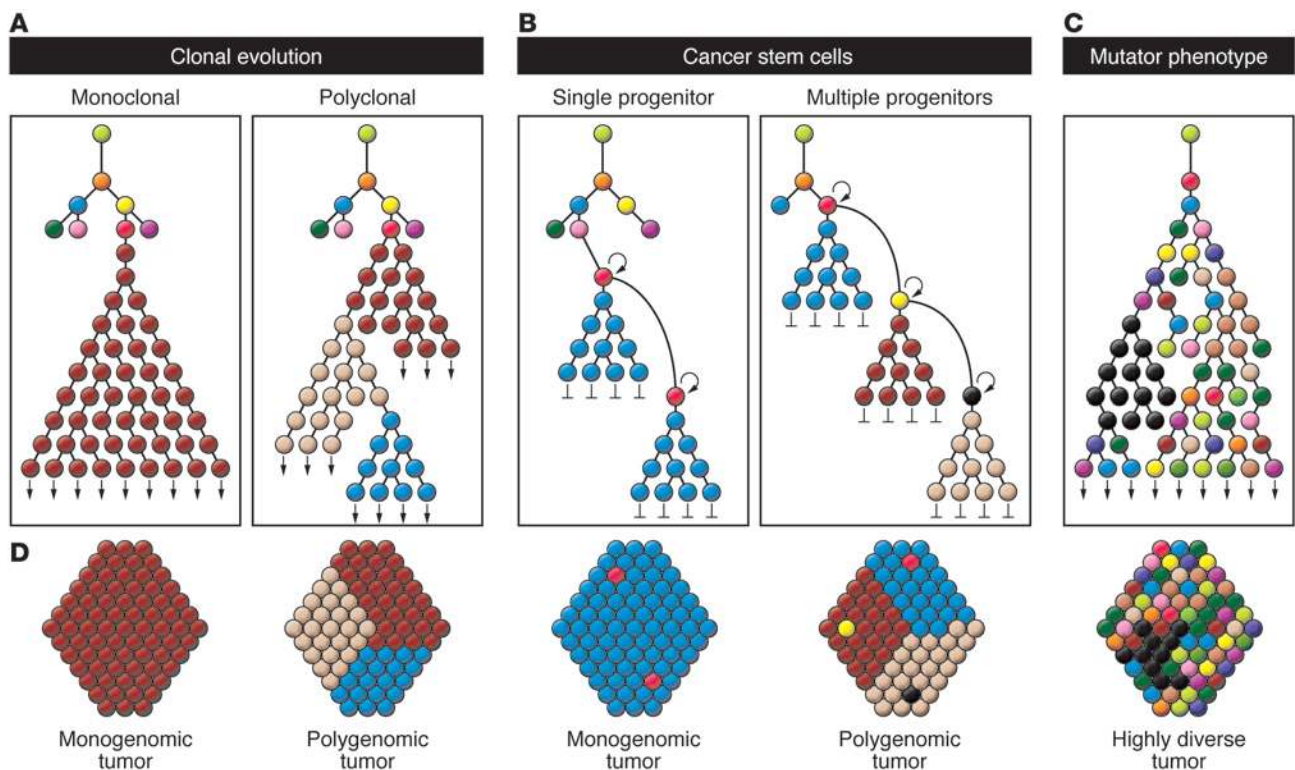 A
B
C
Clonal evolution
Cancer stem cells
Mutator phenotype
Monoclonal
Polyclonal
Single progenitor
Multiple progenitors
D
Monogenomic
tumor
Polygenomic
tumor
Monogenomic
tumor
Polygenomic
tumor
Highly diverse
tumor